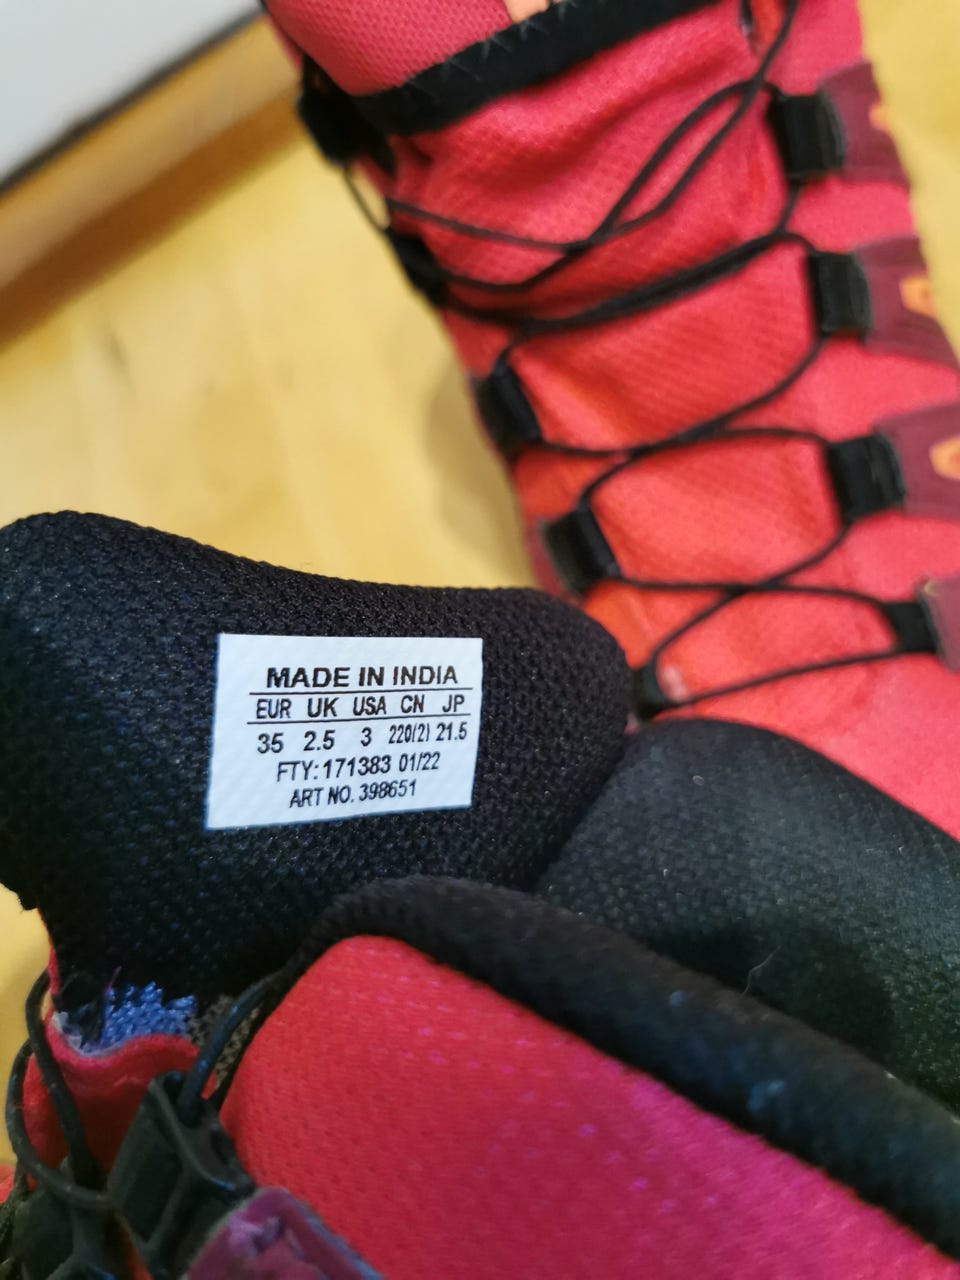 MADE IN INDIA
EUR UK USA CN JP
35 2.5 3 220(2) 21.5
FTY: 171383 01/22
ART NO. 398651